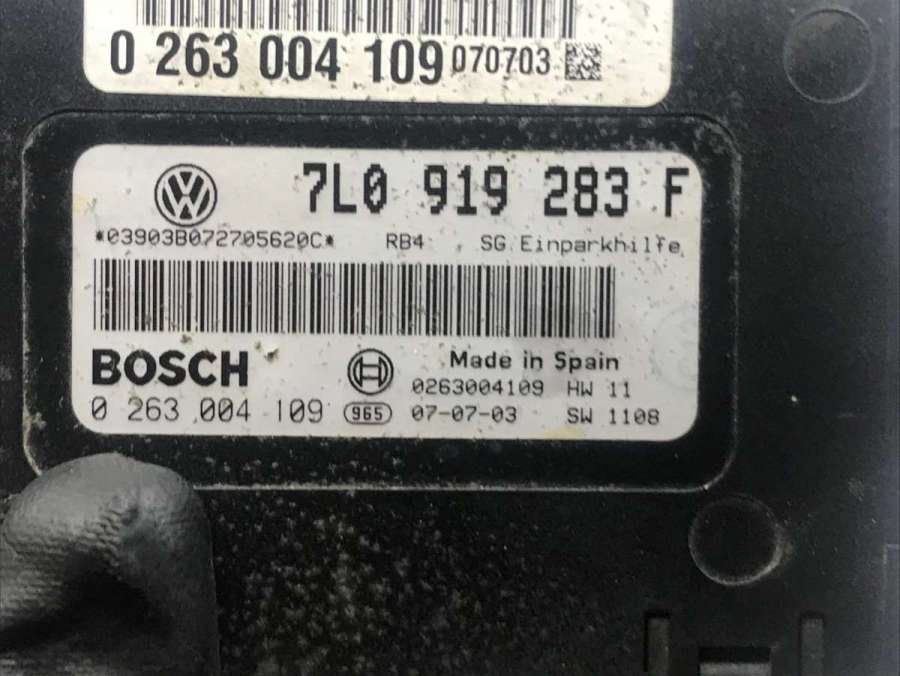 0 263 004 109 070703
7L0 919 283 F
*03903B072705620C* RB4 SG.Einparkhilfe
BOSCH Made in Spain
0263004109 HW 11
0 263 004 109 965 07-07-03 SW 1108